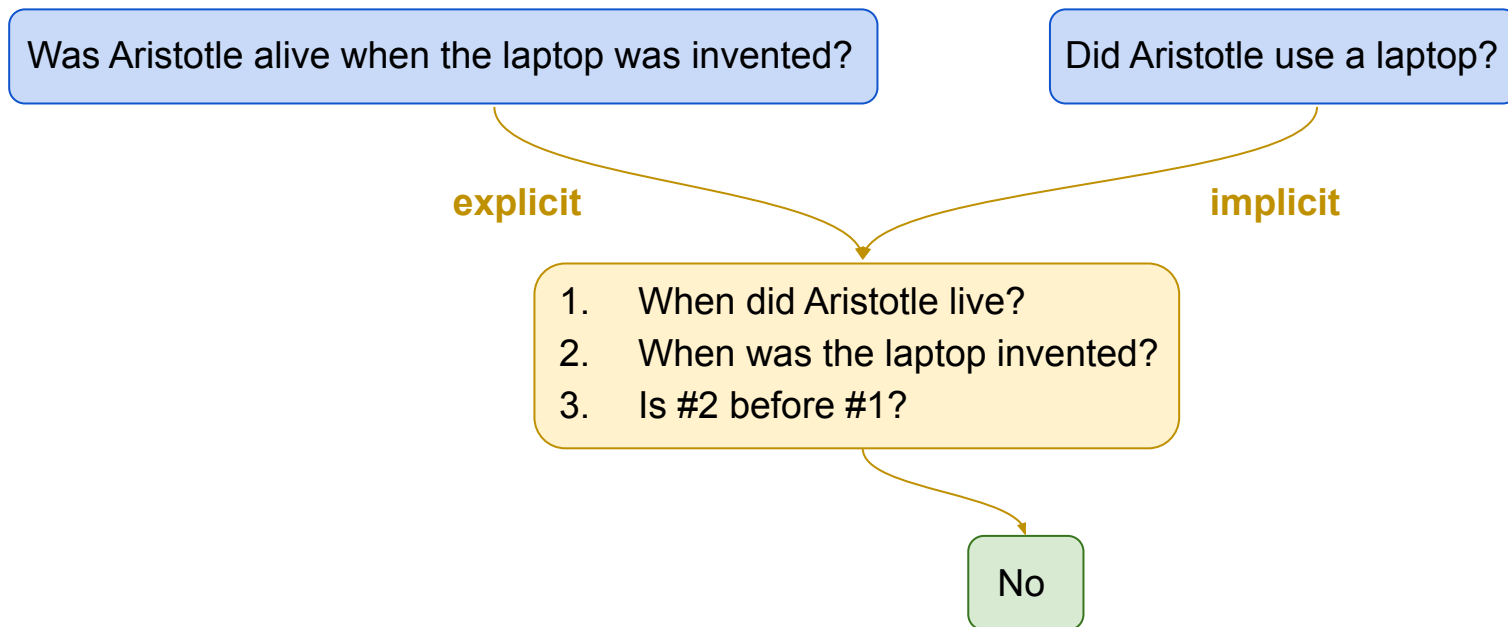 Was Aristotle alive when the laptop was invented?
Did Aristotle use a laptop?
explicit
implicit
1. When did Aristotle live?
2. When was the laptop invented?
3. Is #2 before #1?
No